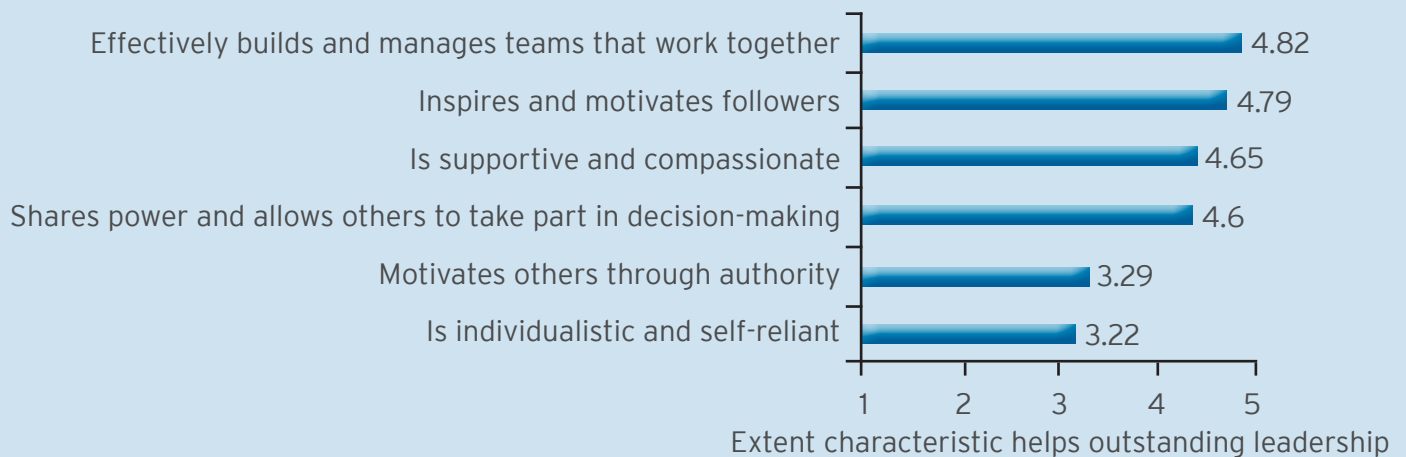 Effectively builds and manages teams that work together 4.82
Inspires and motivates followers 4.79
Is supportive and compassionate 4.65
Shares power and allows others to take part in decision-making 4.6
Motivates others through authority 3.29
Is individualistic and self-reliant 3.22
1 2 3 4 5
Extent characteristic helps outstanding leadership